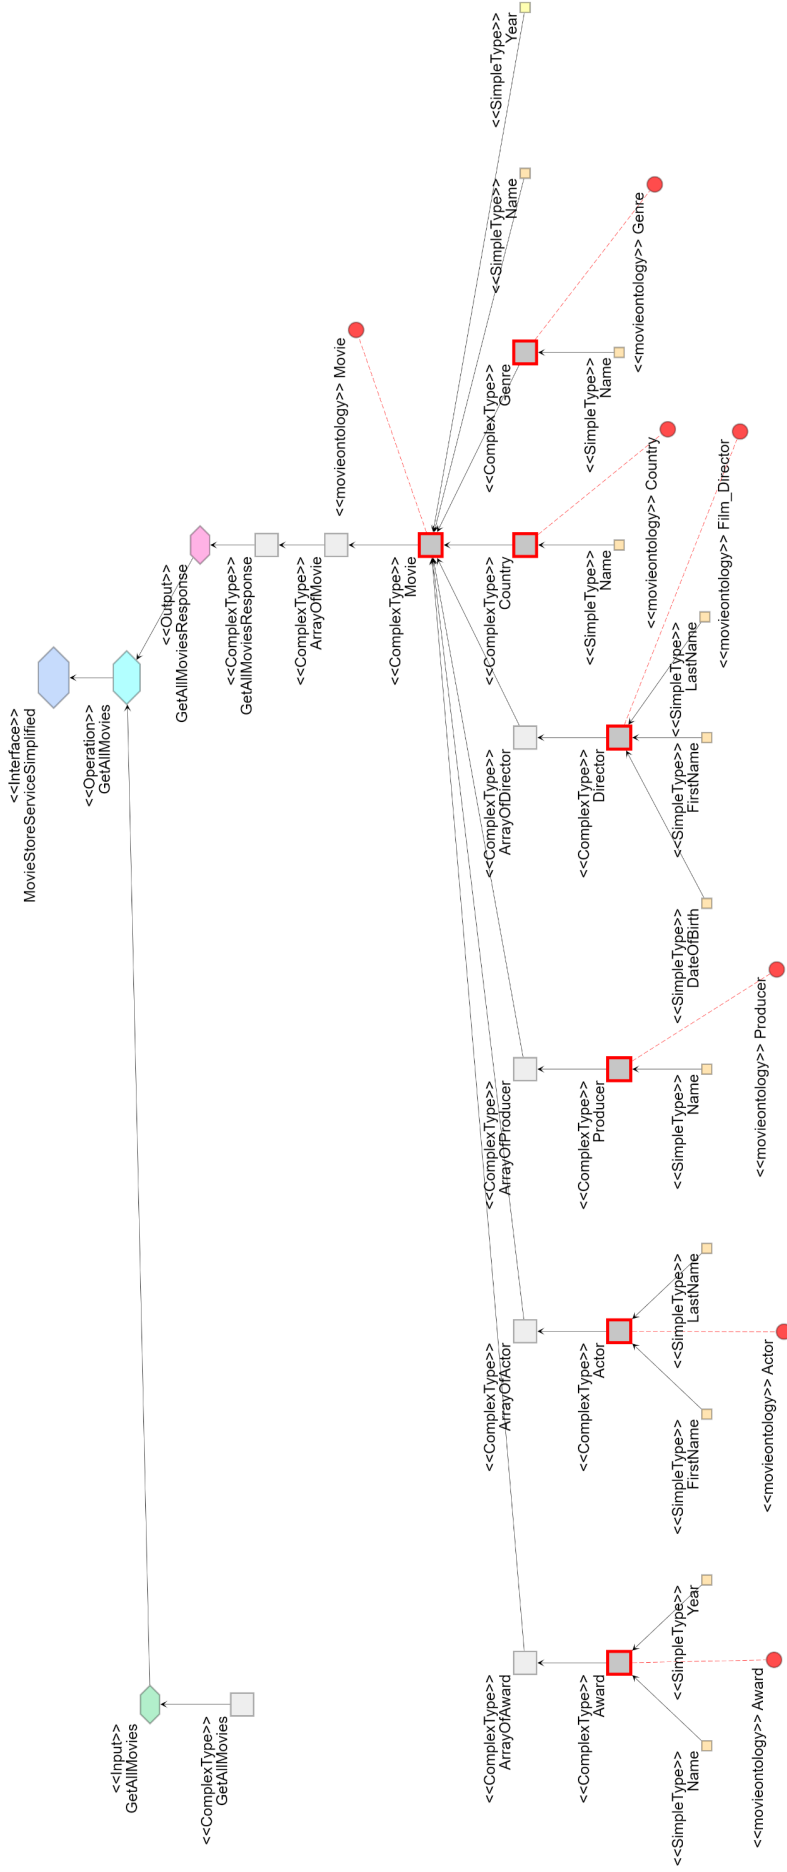 <<Interface>>
MovieStoreServiceSimplified
<<Operation>>
GetAllMovies
<<Input>>
GetAllMovies
<<ComplexType>>
GetAllMovies
<<Output>>
GetAllMoviesResponse
<<ComplexType>>
GetAllMoviesResponse
<<ComplexType>>
ArrayOfMovie
<<movieontology>> Movie
<<ComplexType>>
Movie
<<ComplexType>>
ArrayOfAward
<<ComplexType>>
ArrayOfActor
<<ComplexType>>
ArrayOfProducer
<<ComplexType>>
ArrayOfDirector
<<ComplexType>>
Country
<<ComplexType>>
Genre
<<SimpleType>>
Name
<<SimpleType>>
Year
<<ComplexType>>
Award
<<ComplexType>>
Actor
<<ComplexType>>
Producer
<<ComplexType>>
Director
<<SimpleType>>
Name
<<movieontology>> Country
<<SimpleType>>
Name
<<movieontology>> Genre
<<SimpleType>>
Name
<<SimpleType>>
Year
<<movieontology>> Award
<<SimpleType>>
FirstName
<<SimpleType>>
LastName
<<movieontology>> Actor
<<SimpleType>>
Name
<<movieontology>> Producer
<<SimpleType>>
DateOfBirth
<<SimpleType>>
FirstName
<<SimpleType>>
LastName
<<movieontology>> Film_Director